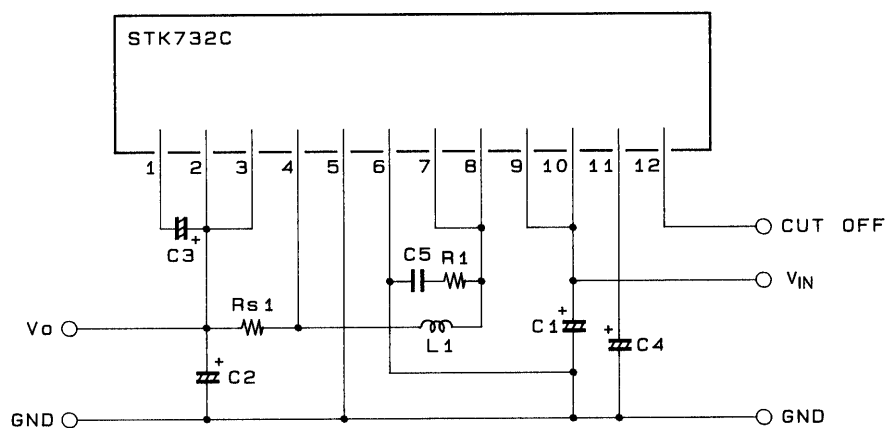 STK732C
1 2 3 4 5 6 7 8 9 10 11 12
C3 +
CUT OFF
C5 R1
VIN
Rs1
Vo
L1
+
C1
+
C4
+
C2
GND
GND